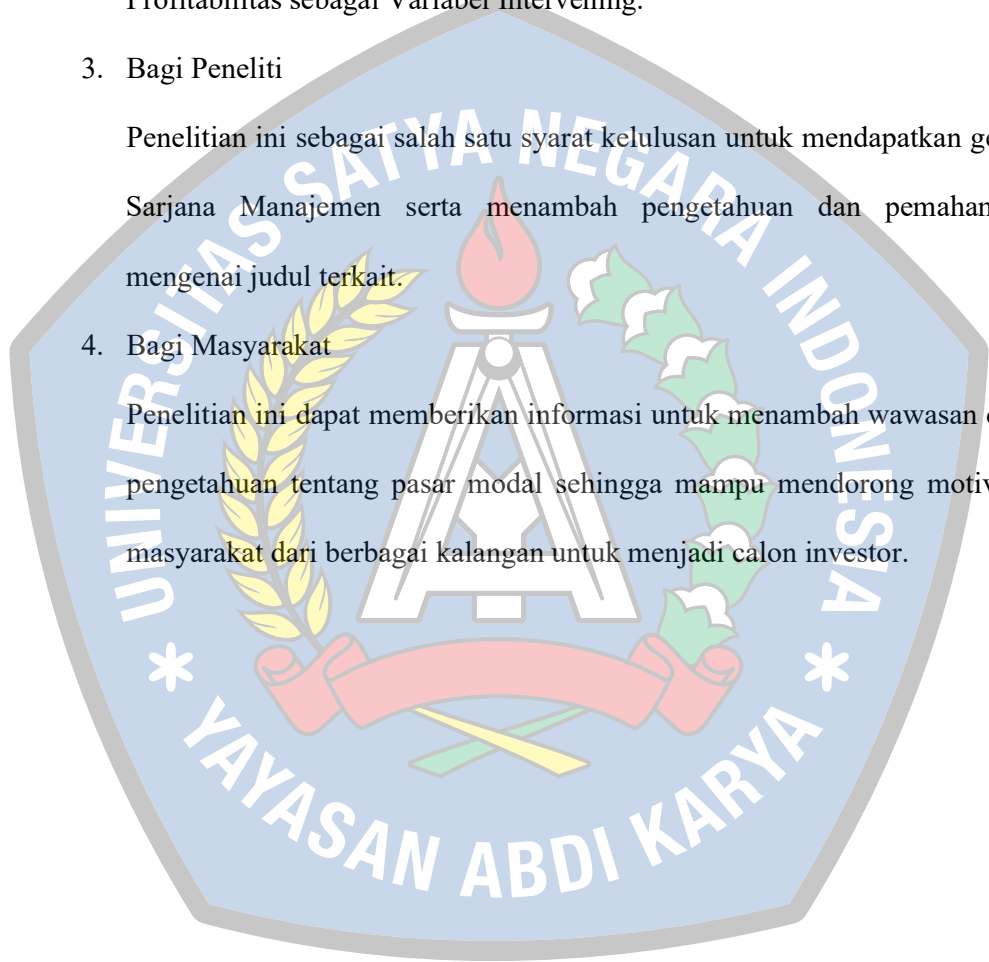 Profitabilitas sebagai Variabel Intervening.
3. Bagi Peneliti
Penelitian ini sebagai salah satu syarat kelulusan untuk mendapatkan
Sarjana Manajemen serta menambah pengetahuan dan
mengenai judul terkait.
4. Bagi Masyarakat
Penelitian ini dapat memberikan informasi untuk menambah wawasan
pengetahuan tentang pasar modal sehingga mampu mendorong
masyarakat dari berbagai kalangan untuk menjadi calon investor.
UNIVERSITAS SATYA NEGARA INDONESIA
* YAYASAN ABDI KARYA *